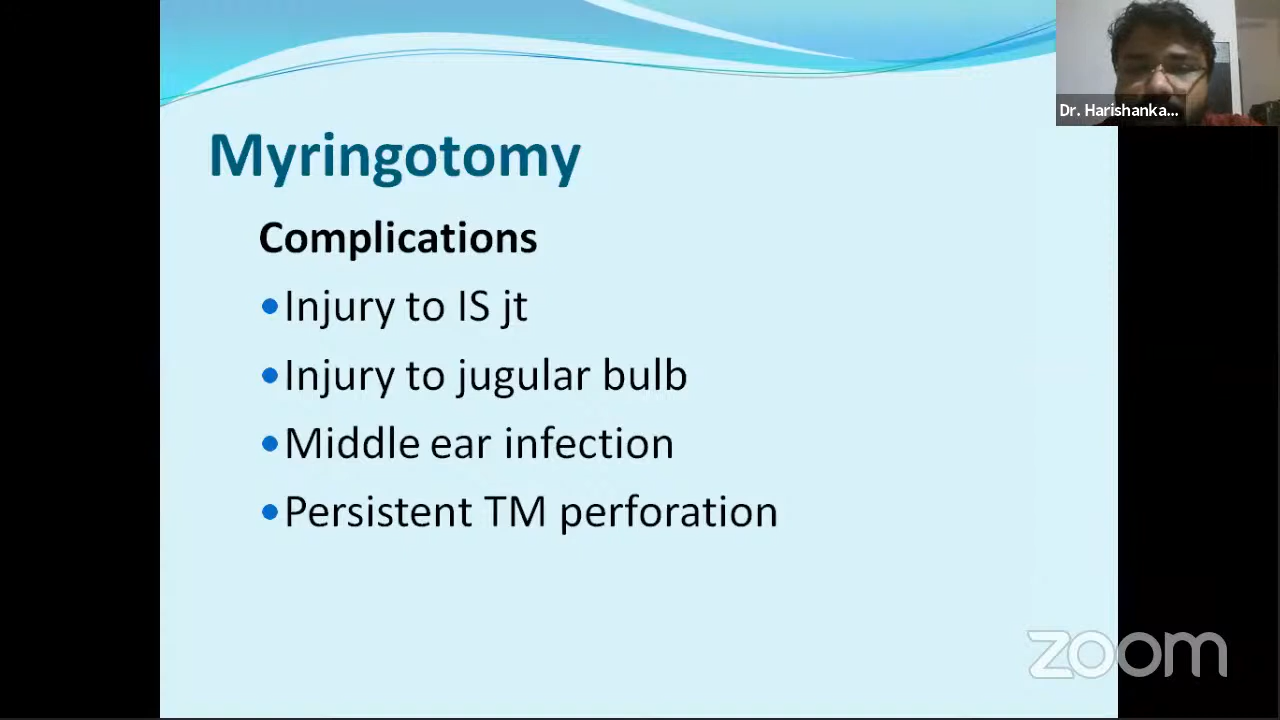 Dr. Harishanka...
Myringotomy
Complications
•Injury to IS jt
•Injury to jugular bulb
•Middle ear infection
•Persistent TM perforation
zoom